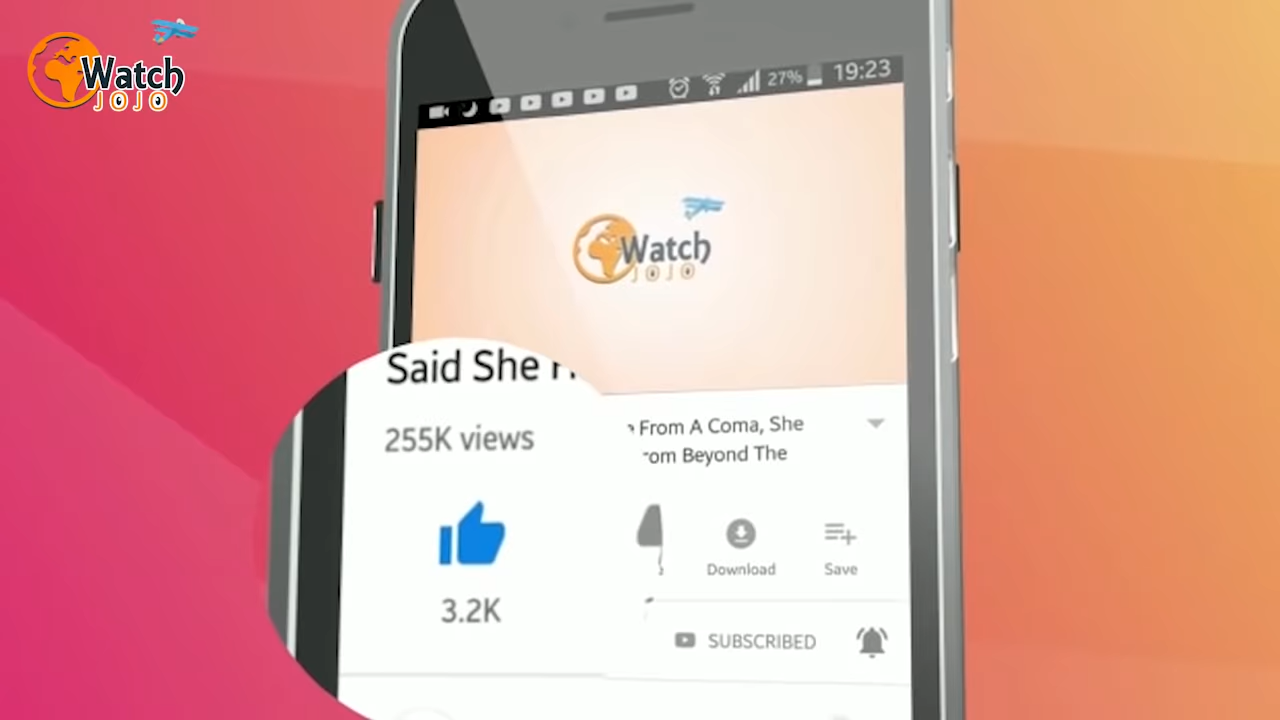 Watch
JOJO
27% 19:23
Watch
JOJO
Said She
255K views
From A Coma, She
om Beyond The
3.2K
Download
Save
SUBSCRIBED